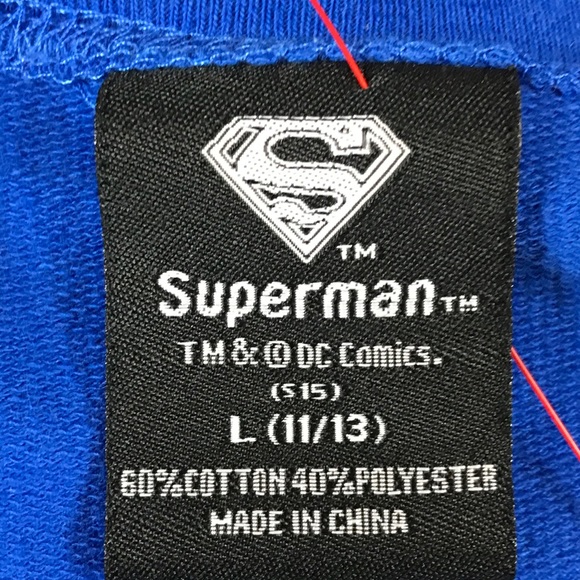 S
TM
Superman TM
TM & © DC Comics.
(S15)
L (11/13)
60%COTTON 40%POLYESTER
MADE IN CHINA